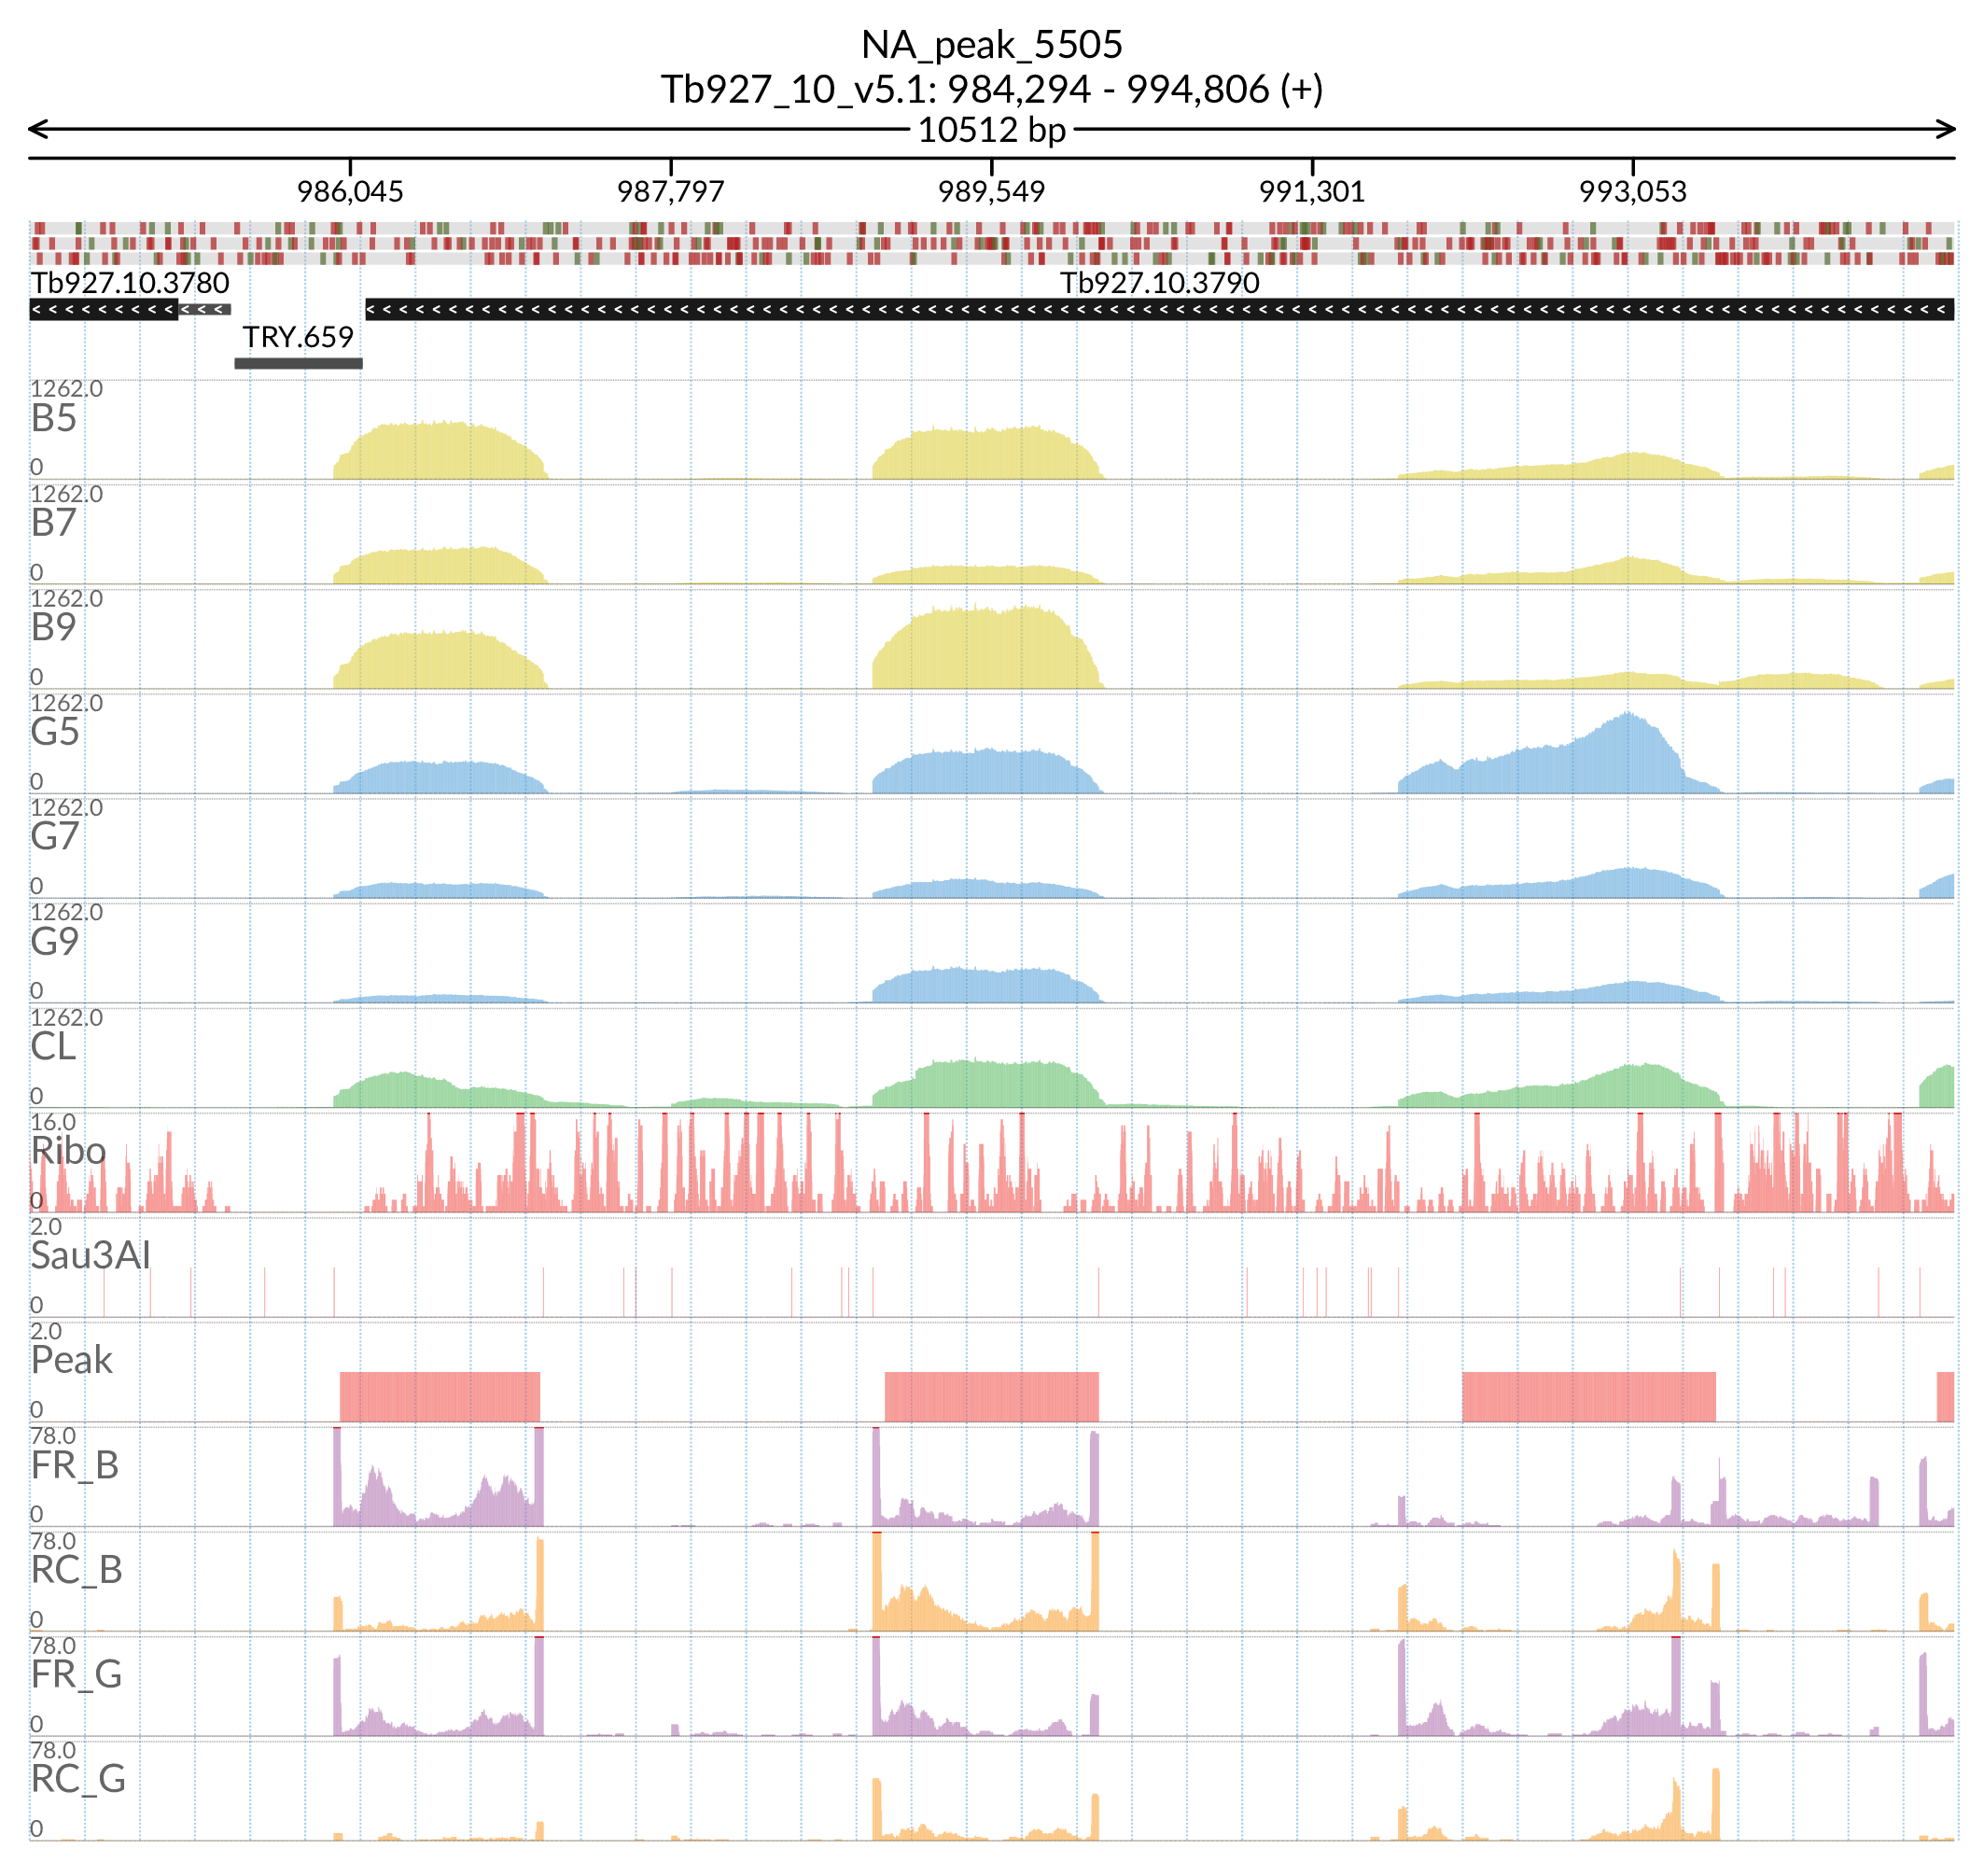 NA_peak_5505
Tb927_10_v5.1: 984,294 - 994,806 (+)
10512 bp
986,045 987,797 989,549 991,301 993,053
Tb927.10.3780 Tb927.10.3790
TRY.659
1262.0
B5
0
1262.0
B7
0
1262.0
B9
0
1262.0
G5
0
1262.0
G7
0
1262.0
G9
0
1262.0
CL
0
16.0
Ribo
0
2.0
Sau3AI
0
2.0
Peak
0
78.0
FR_B
0
78.0
RC_B
0
78.0
FR_G
0
78.0
RC_G
0